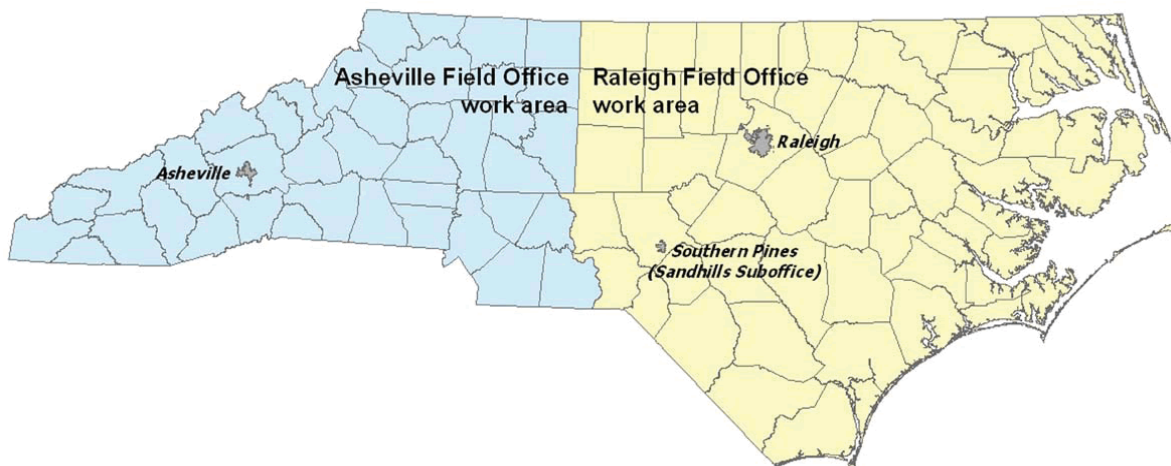 Asheville Field Office
work area
Raleigh Field Office
work area
Asheville
Raleigh
Southern Pines
(Sandhills Suboffice)